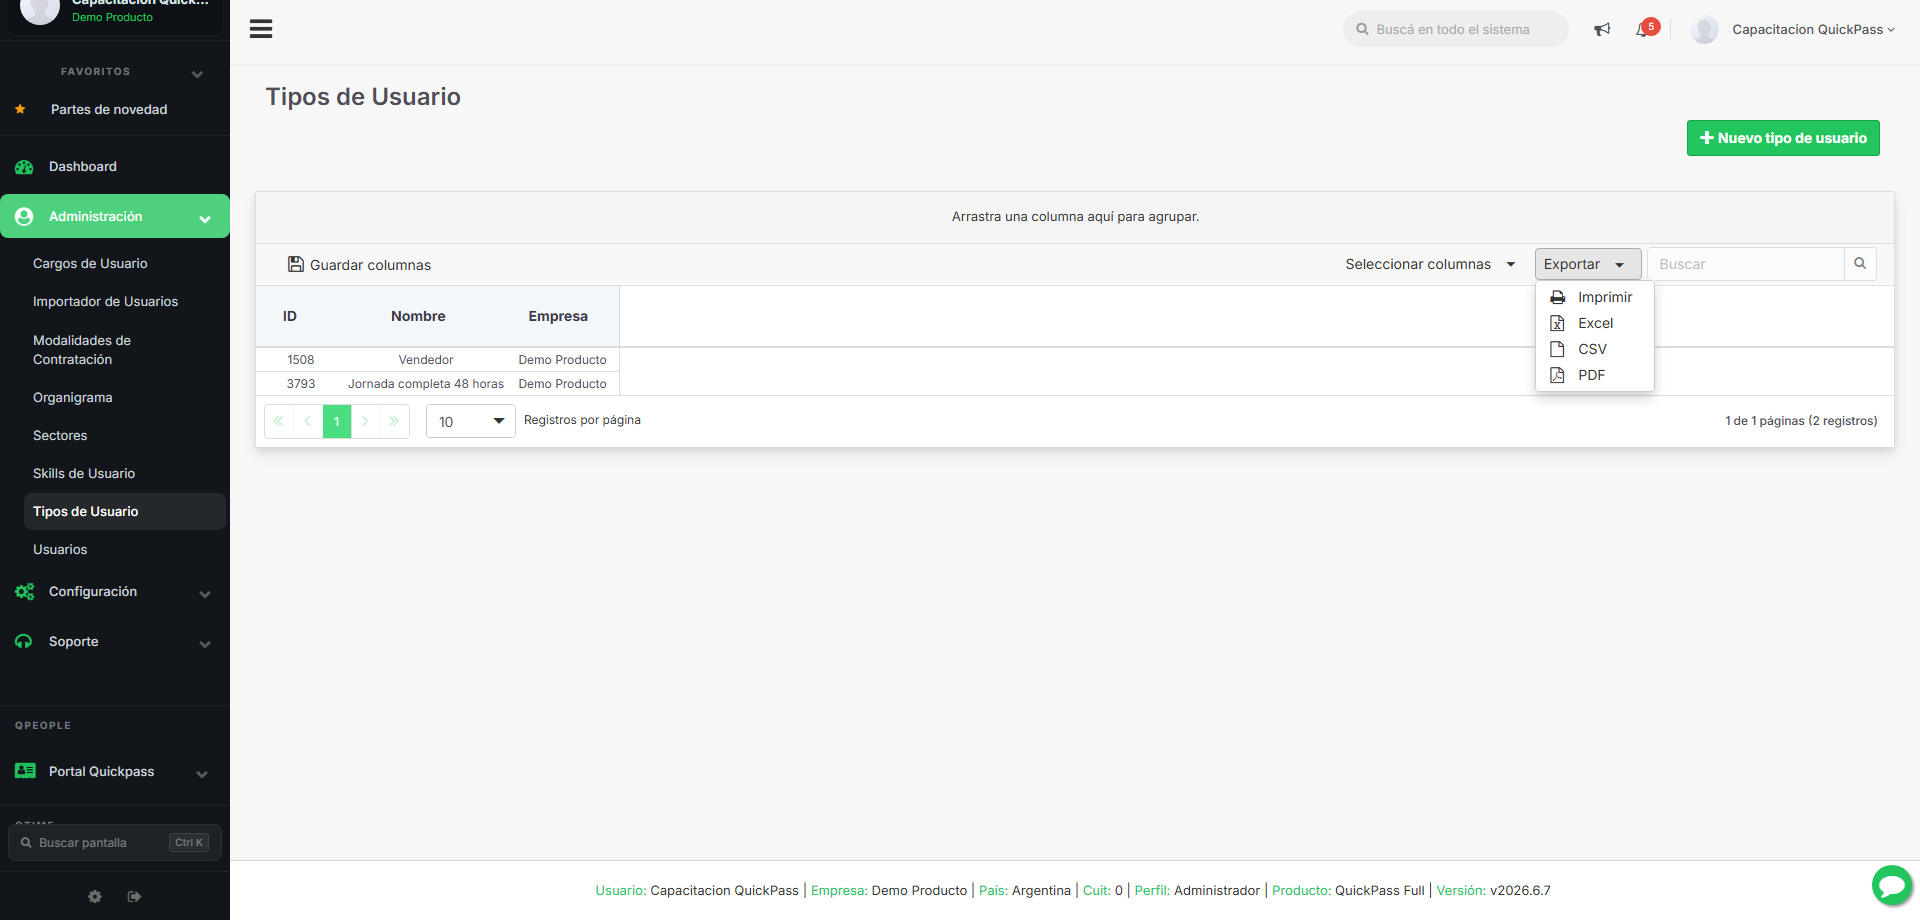 Capacitacion Quick...
Demo Producto
FAVORITOS
Partes de novedad
Dashboard
Administración
Cargos de Usuario
Importador de Usuarios
Modalidades de
Contratación
Organigrama
Sectores
Skills de Usuario
Tipos de Usuario
Usuarios
Configuración
Soporte
QPEOPLE
Portal Quickpass
QTIME
Buscar pantalla
Ctrl K
Buscá en todo el sistema
5
Capacitacion QuickPass
Tipos de Usuario
Nuevo tipo de usuario
Arrastra una columna aquí para agrupar.
Guardar columnas
Seleccionar columnas
Exportar
Buscar
Imprimir
Excel
CSV
PDF
ID Nombre Empresa
1508 Vendedor Demo Producto
3793 Jornada completa 48 horas Demo Producto
1
10
Registros por página
1 de 1 páginas (2 registros)
Usuario: Capacitacion QuickPass | Empresa: Demo Producto | País: Argentina | Cuit: 0 | Perfil: Administrador | Producto: QuickPass Full | Versión: v2026.6.7